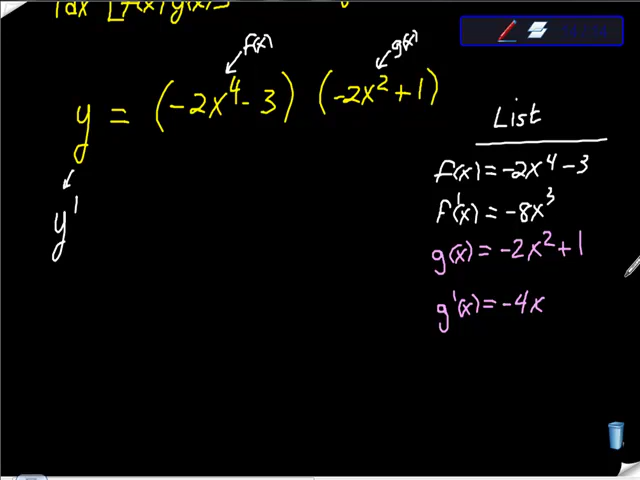 f(x) g(x)
y = (-2x⁴ - 3) (-2x² + 1)
List
f(x) = -2x⁴ - 3
y'
f'(x) = -8x³
g(x) = -2x² + 1
g'(x) = -4x